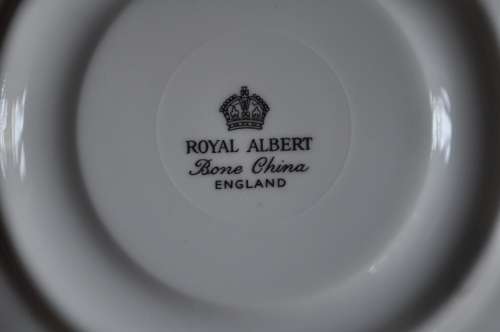 ROYAL ALBERT
Bone China
ENGLAND